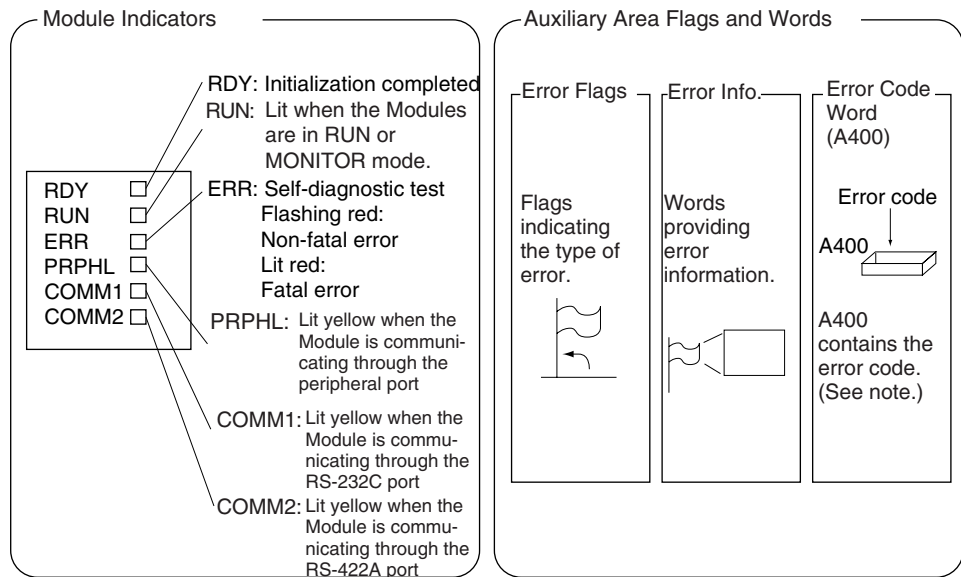 Module Indicators
RDY: Initialization completed
RUN: Lit when the Modules
are in RUN or
MONITOR mode.
RDY
RUN
ERR
PRPHL
COMM1
COMM2
ERR: Self-diagnostic test
Flashing red:
Non-fatal error
Lit red:
Fatal error
PRPHL: Lit yellow when the
Module is communi-
cating through the
peripheral port
COMM1: Lit yellow when the
Module is commu-
nicating through the
RS-232C port
COMM2: Lit yellow when the
Module is commu-
nicating through the
RS-422A port
Auxiliary Area Flags and Words
Error Flags
Flags
indicating
the type of
error.
Error Info.
Words
providing
error
information.
Error Code
Word
(A400)
Error code
A400
A400
contains the
error code.
(See note.)